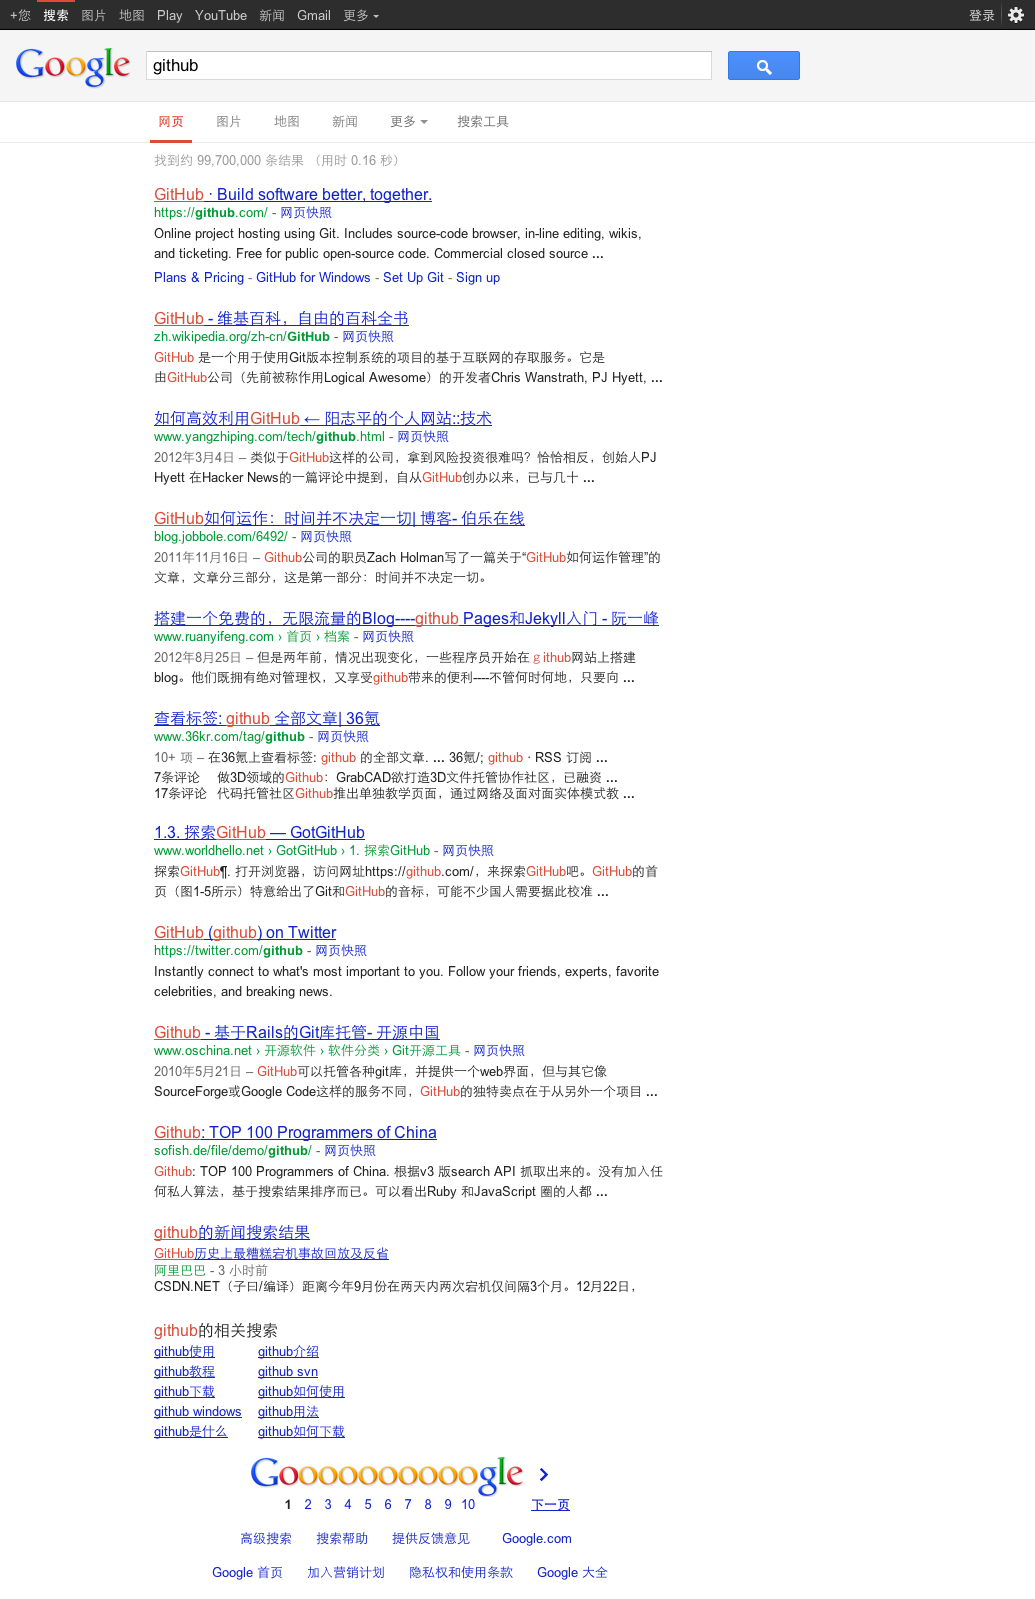 +您 搜索 图片 地图 Play YouTube 新闻 Gmail 更多 登录
Google github
网页 图片 地图 新闻 更多 搜索工具
找到约 99,700,000 条结果 （用时 0.16 秒）
GitHub · Build software better, together.
https://github.com/ - 网页快照
Online project hosting using Git. Includes source-code browser, in-line editing, wikis,
and ticketing. Free for public open-source code. Commercial closed source ...
Plans & Pricing - GitHub for Windows - Set Up Git - Sign up
GitHub - 维基百科，自由的百科全书
zh.wikipedia.org/zh-cn/GitHub - 网页快照
GitHub 是一个用于使用Git版本控制系统的项目的基于互联网的存取服务。它是
由GitHub公司（先前被称作用Logical Awesome）的开发者Chris Wanstrath, PJ Hyett, ...
如何高效利用GitHub ← 阳志平的个人网站::技术
www.yangzhiping.com/tech/github.html - 网页快照
2012年3月4日 – 类似于GitHub这样的公司，拿到风险投资很难吗？恰恰相反，创始人PJ
Hyett 在Hacker News的一篇评论中提到，自从GitHub创办以来，已与几十 ...
GitHub如何运作：时间并不决定一切| 博客- 伯乐在线
blog.jobbole.com/6492/ - 网页快照
2011年11月16日 – Github公司的职员Zach Holman写了一篇关于“GitHub如何运作管理”的
文章，文章分三部分，这是第一部分：时间并不决定一切。
搭建一个免费的，无限流量的Blog----github Pages和Jekyll入门 - 阮一峰
www.ruanyifeng.com › 首页 › 档案 - 网页快照
2012年8月25日 – 但是两年前，情况出现变化，一些程序员开始在ｇithub网站上搭建
blog。他们既拥有绝对管理权，又享受github带来的便利----不管何时何地，只要向 ...
查看标签: github 全部文章| 36氪
www.36kr.com/tag/github - 网页快照
10+ 项 – 在36氪上查看标签: github 的全部文章. ... 36氪/; github · RSS 订阅 ...
7条评论 做3D领域的Github：GrabCAD欲打造3D文件托管协作社区，已融资 ...
17条评论 代码托管社区Github推出单独教学页面，通过网络及面对面实体模式教 ...
1.3. 探索GitHub — GotGitHub
www.worldhello.net › GotGitHub › 1. 探索GitHub - 网页快照
探索GitHub¶. 打开浏览器，访问网址https://github.com/，来探索GitHub吧。GitHub的首
页（图1-5所示）特意给出了Git和GitHub的音标，可能不少国人需要据此校准 ...
GitHub (github) on Twitter
https://twitter.com/github - 网页快照
Instantly connect to what's most important to you. Follow your friends, experts, favorite
celebrities, and breaking news.
Github - 基于Rails的Git库托管- 开源中国
www.oschina.net › 开源软件 › 软件分类 › Git开源工具 - 网页快照
2010年5月21日 – GitHub可以托管各种git库，并提供一个web界面，但与其它像
SourceForge或Google Code这样的服务不同，GitHub的独特卖点在于从另外一个项目 ...
Github: TOP 100 Programmers of China
sofish.de/file/demo/github/ - 网页快照
Github: TOP 100 Programmers of China. 根据v3 版search API 抓取出来的。没有加入任
何私人算法，基于搜索结果排序而已。可以看出Ruby 和JavaScript 圈的人都 ...
github的新闻搜索结果
GitHub历史上最糟糕宕机事故回放及反省
阿里巴巴 - 3 小时前
CSDN.NET（子曰/编译）距离今年9月份在两天内两次宕机仅间隔3个月。12月22日，
github的相关搜索
github使用 github介绍
github教程 github svn
github下载 github如何使用
github windows github用法
github是什么 github如何下载
Goooooooooogle
1 2 3 4 5 6 7 8 9 10 下一页
高级搜索 搜索帮助 提供反馈意见 Google.com
Google 首页 加入营销计划 隐私权和使用条款 Google 大全